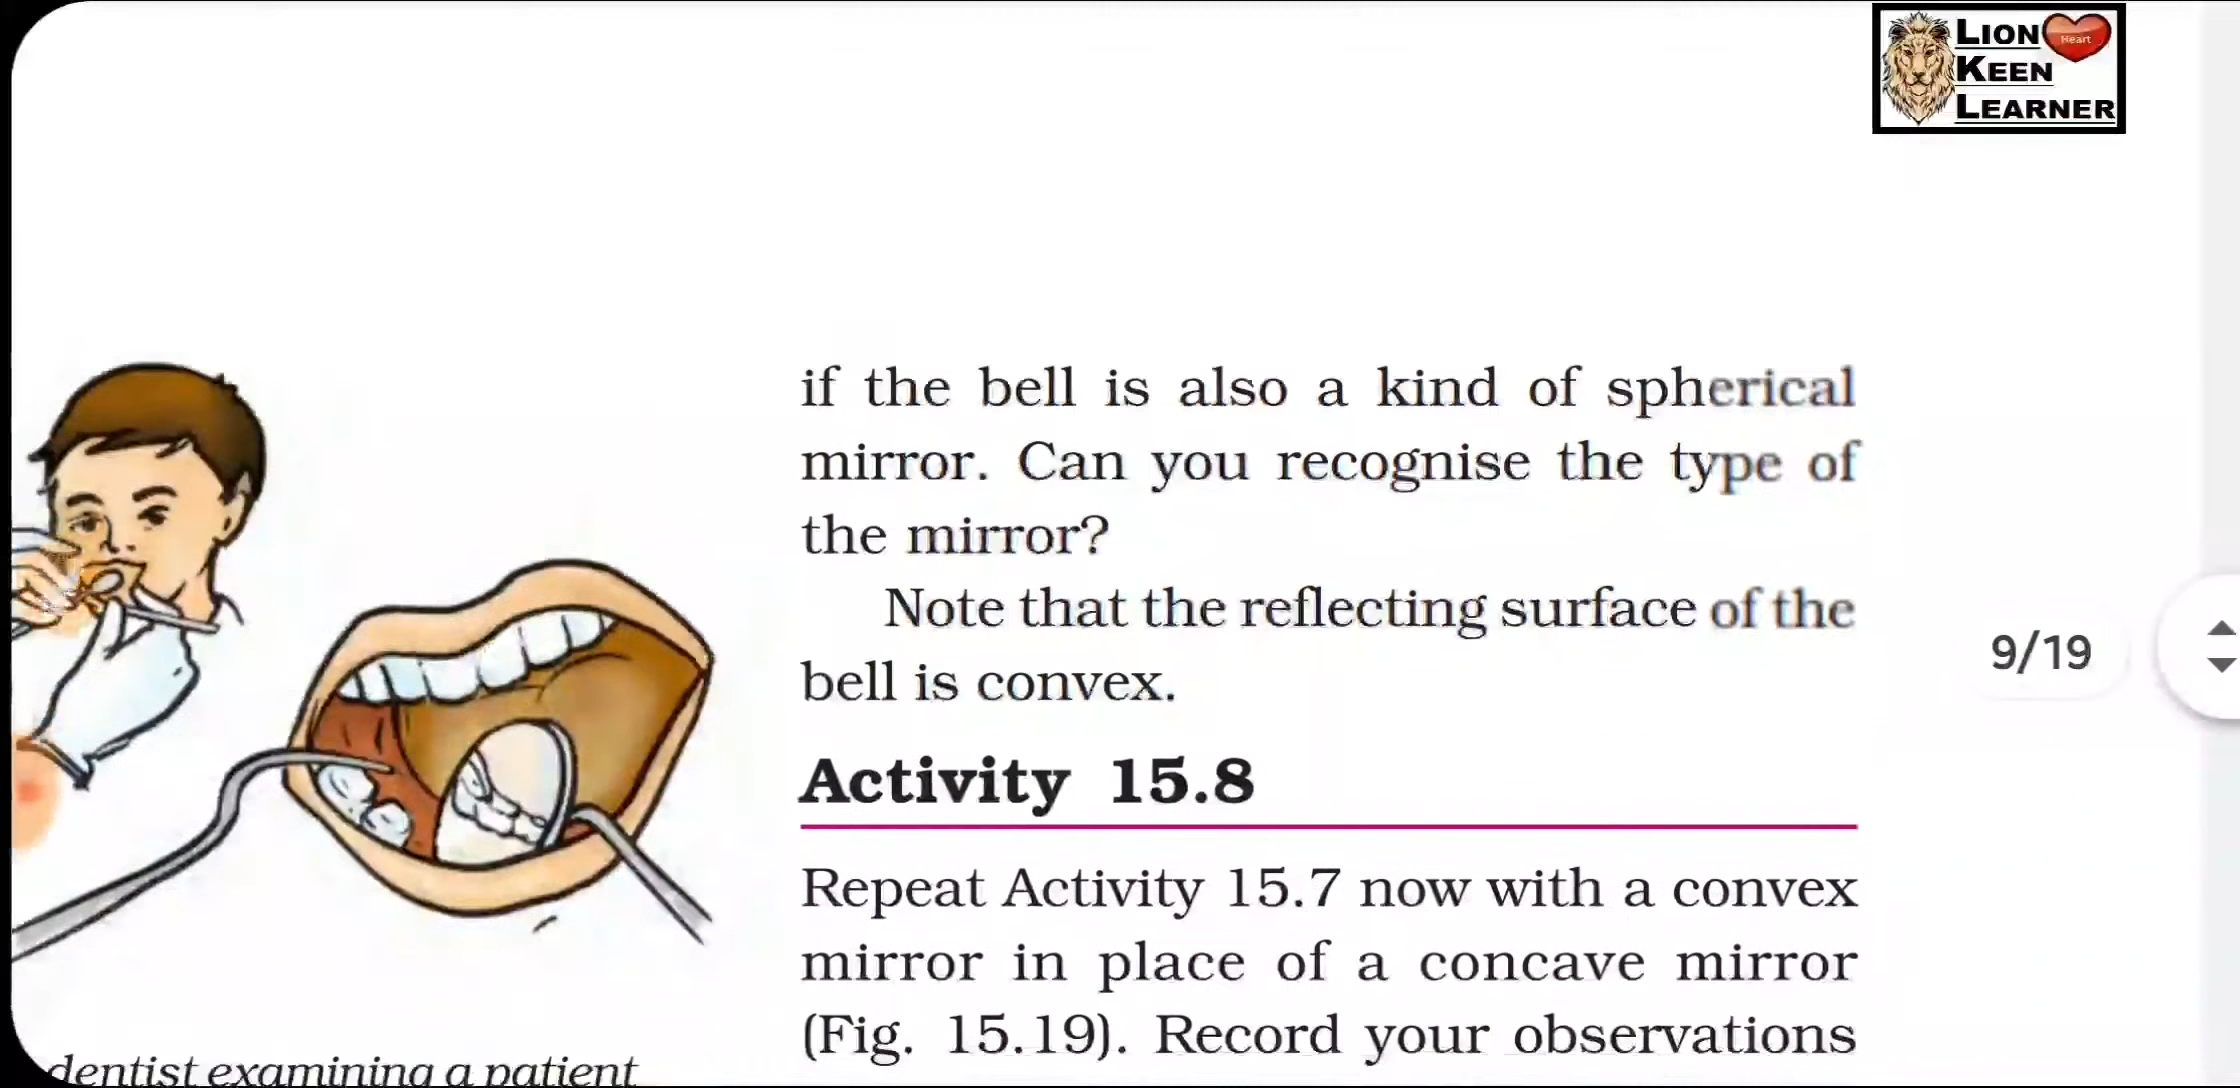 LION Heart
KEEN
LEARNER
if the bell is also a kind of spherical
mirror. Can you recognise the type of
the mirror?
Note that the reflecting surface of the
bell is convex.
Activity 15.8
Repeat Activity 15.7 now with a convex
mirror in place of a concave mirror
(Fig. 15.19). Record your observations
dentist examining a patient
9/19